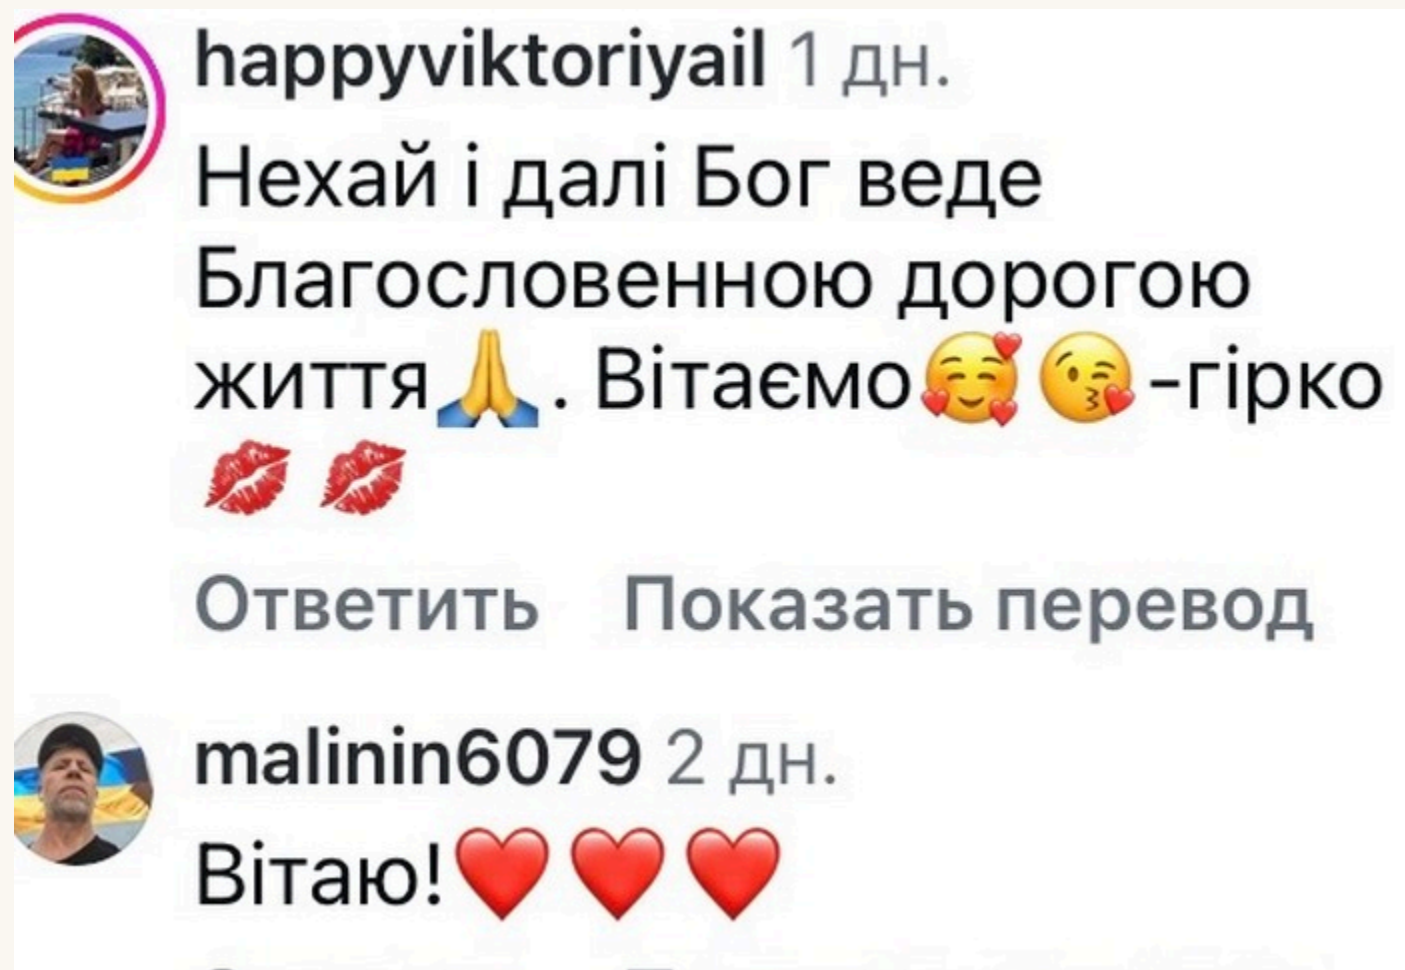 happyviktoriyail 1 дн.
Нехай і далі Бог веде
Благословенною дорогою
життя🙏. Вітаємо🥰😘-гірко
💋💋
Ответить Показать перевод
malinin6079 2 дн.
Вітаю!❤️❤️❤️